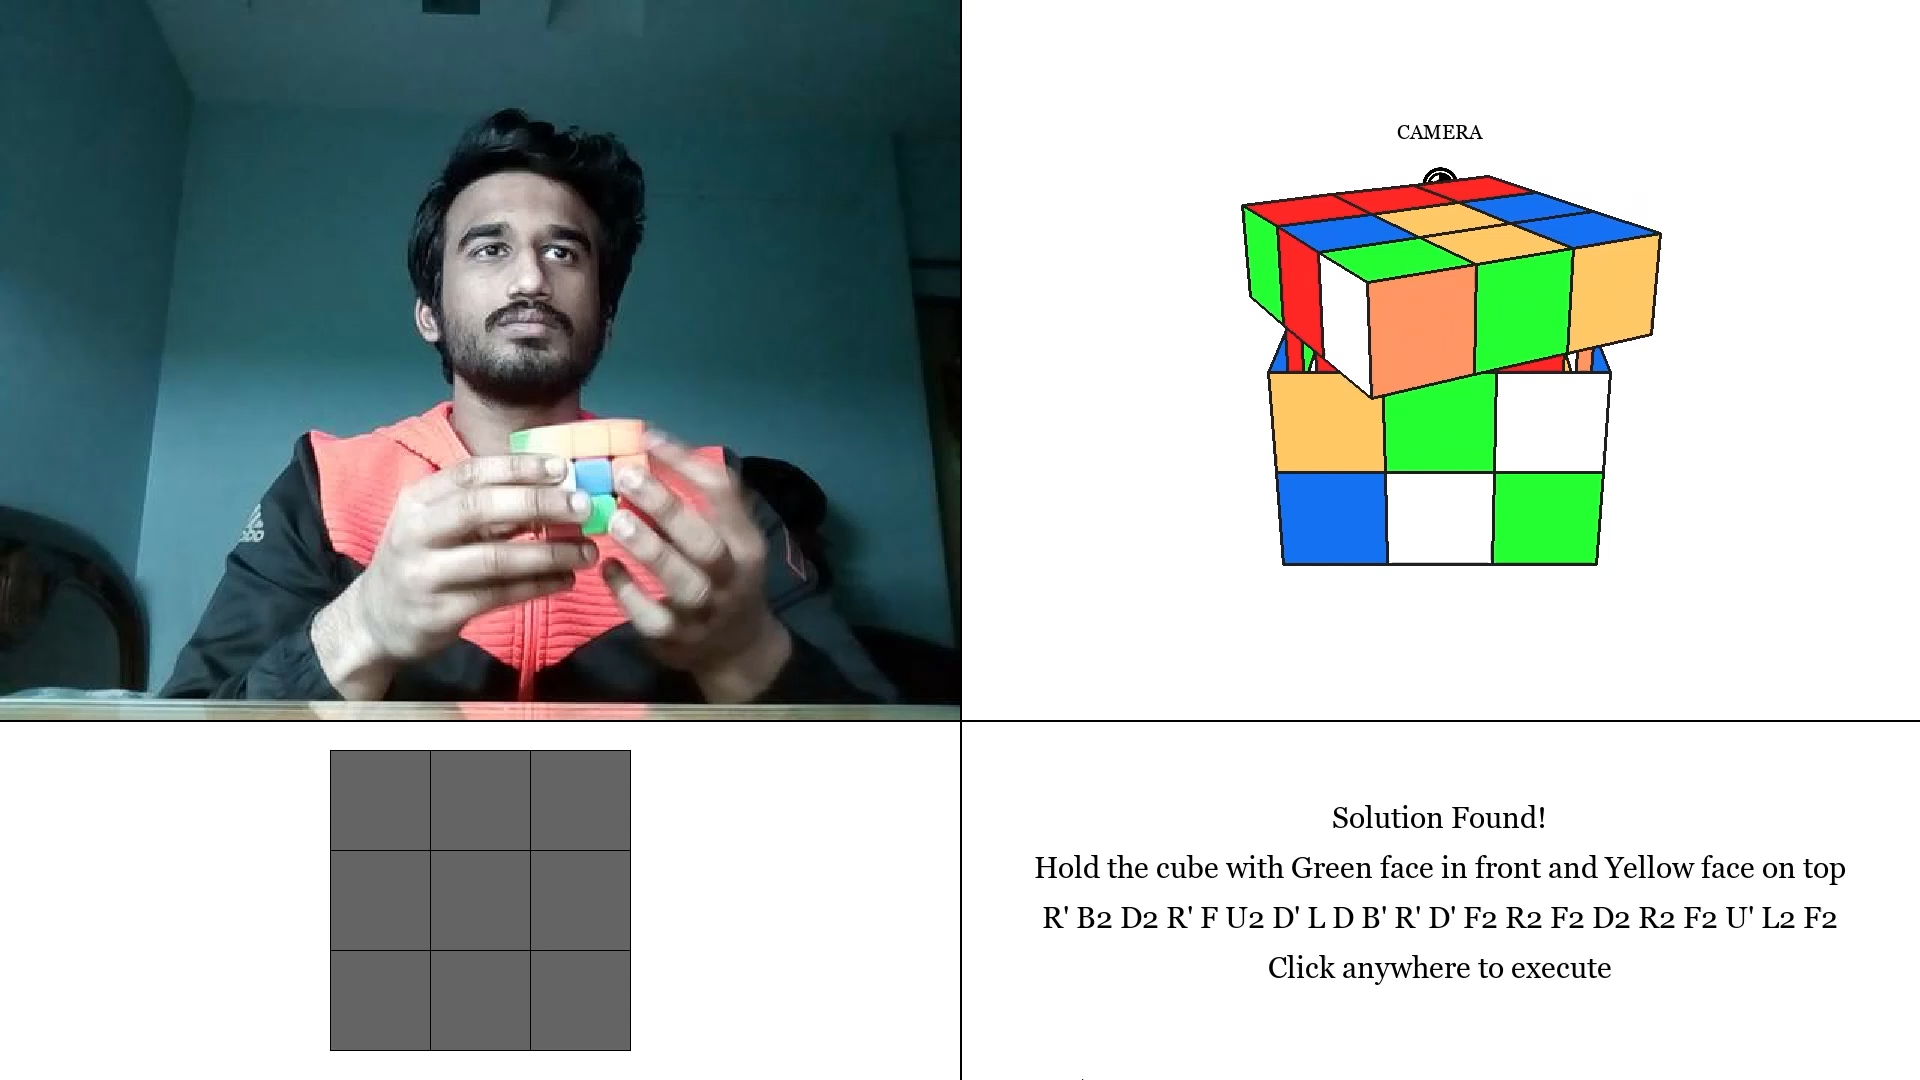 CAMERA
Solution Found!
Hold the cube with Green face in front and Yellow face on top
R' B2 D2 R' F U2 D' L D B' R' D' F2 R2 F2 D2 R2 F2 U' L2 F2
Click anywhere to execute